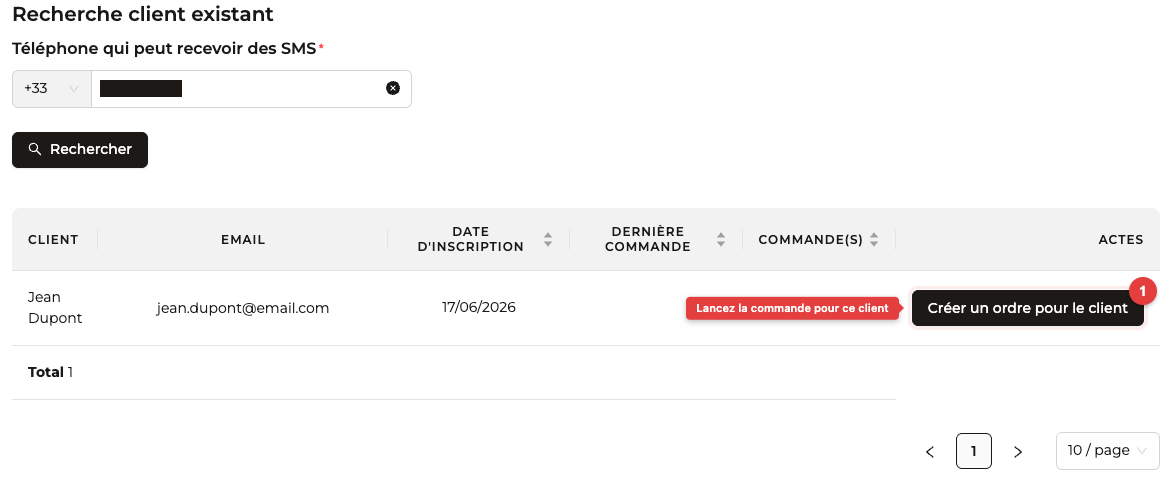 Recherche client existant
Téléphone qui peut recevoir des SMS*
+33
Rechercher
CLIENT EMAIL DATE D'INSCRIPTION DERNIÈRE COMMANDE COMMANDE(S) ACTES
Jean Dupont jean.dupont@email.com 17/06/2026 Lancez la commande pour ce client Créer un ordre pour le client 1
Total 1
1 10 / page